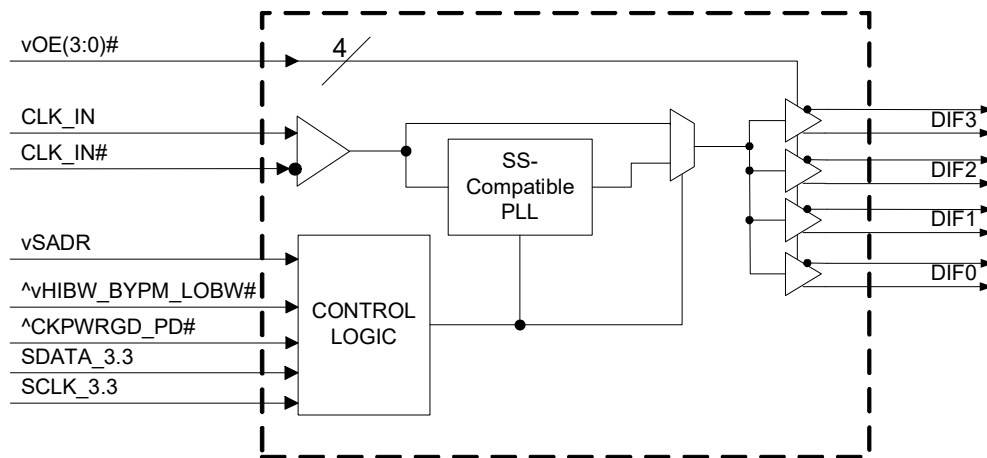 vOE(3:0)#
4
CLK_IN
CLK_IN#
SS-
Compatible
PLL
DIF3
DIF2
DIF1
DIF0
vSADR
^vHIBW_BYPM_LOBW#
^CKPWRGD_PD#
SDATA_3.3
SCLK_3.3
CONTROL
LOGIC